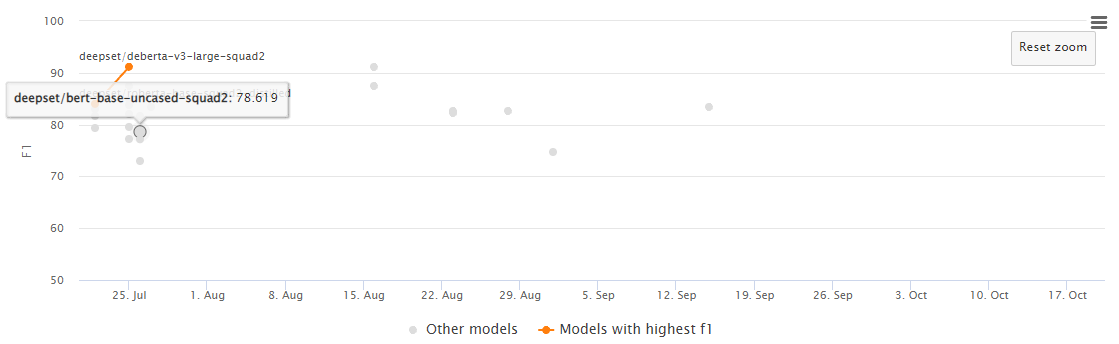 100
Reset zoom
deepset/deberta-v3-large-squad2
90
deepset/bert-base-uncased-squad2: 78.619
80
F1
70
60
50
25. Jul
1. Aug
8. Aug
15. Aug
22. Aug
29. Aug
5. Sep
12. Sep
19. Sep
26. Sep
3. Oct
10. Oct
17. Oct
Other models
Models with highest f1